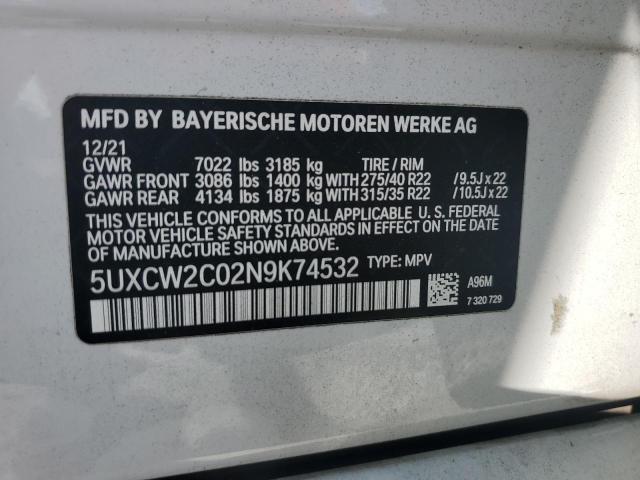 MFD BY BAYERISCHE MOTOREN WERKE AG
12/21
GVWR 7022 lbs 3185 kg TIRE / RIM
GAWR FRONT 3086 lbs 1400 kg WITH 275/40 R22 /9.5J x 22
GAWR REAR 4134 lbs 1875 kg WITH 315/35 R22 /10.5J x 22
THIS VEHICLE CONFORMS TO ALL APPLICABLE U. S. FEDERAL
MOTOR VEHICLE SAFETY STANDARDS IN EFFECT ON THE DATE
OF MANUFACTURE SHOWN ABOVE.
5UXCW2C02N9K74532 TYPE: MPV
A96M
7 320 729